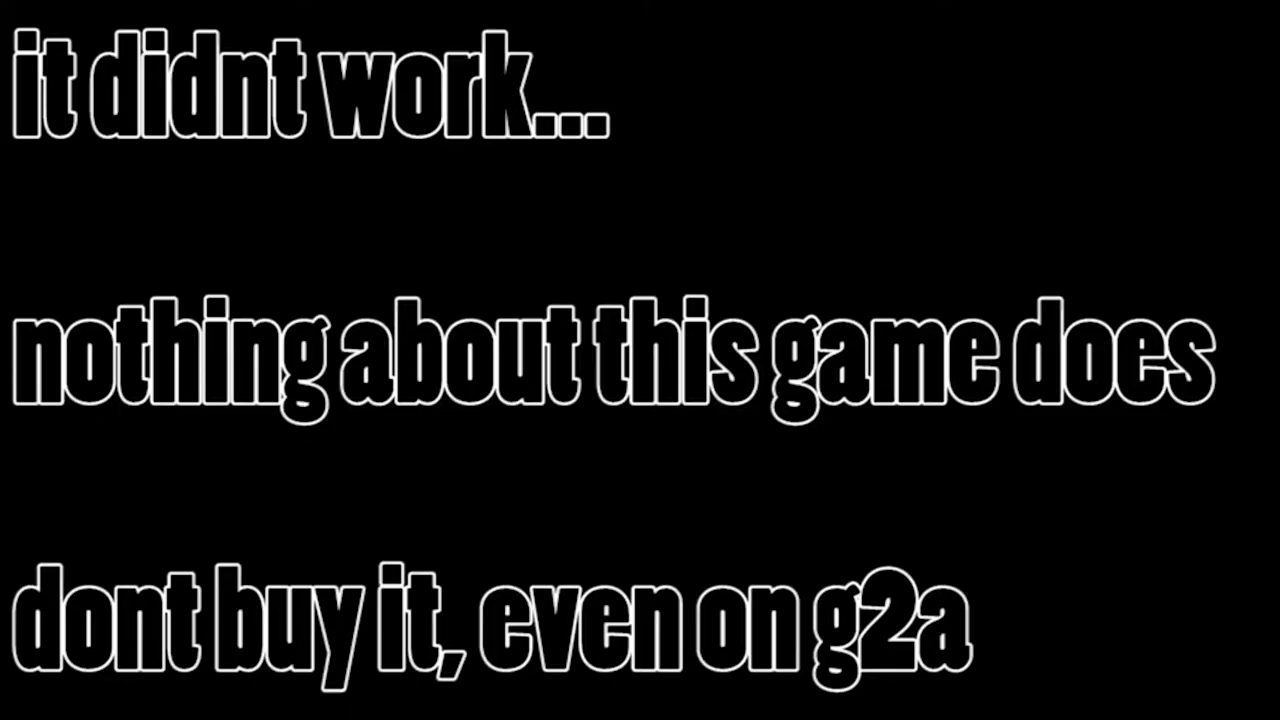 it didnt work...
nothing about this game does
dont buy it, even on g2a